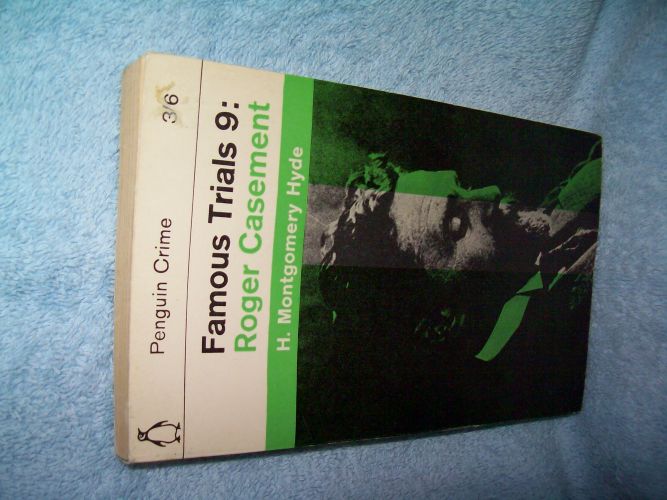 Penguin Crime 3/6
Famous Trials 9:
Roger Casement
H. Montgomery Hyde